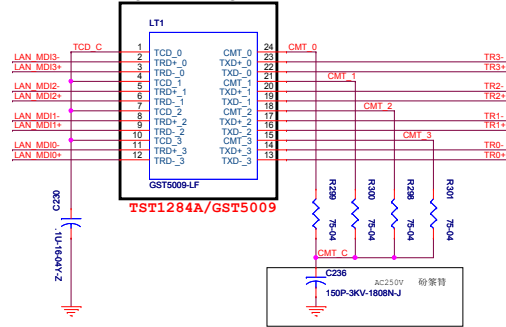 LT1
TCD_C 1 TCD_0 CMT_0 24 CMT_0
LAN_MDI3- 2 TRD+_0 TXD+_0 23 TR3-
LAN_MDI3+ 3 TRD-_0 TXD-_0 22 TR3+
4 TCD_1 CMT_1 21 CMT_1
LAN_MDI2- 5 TRD+_1 TXD+_1 20 TR2-
LAN_MDI2+ 6 TRD-_1 TXD-_1 19 TR2+
7 TCD_2 CMT_2 18 CMT_2
LAN_MDI1- 8 TRD+_2 TXD+_2 17 TR1-
LAN_MDI1+ 9 TRD-_2 TXD-_2 16 TR1+
10 TCD_3 CMT_3 15 CMT_3
LAN_MDI0- 11 TRD+_3 TXD+_3 14 TR0-
LAN_MDI0+ 12 TRD-_3 TXD-_3 13 TR0+
GST5009-LF
TST1284A/GST5009
C230
.1U-16-04Y-Z
R299 R300 R298 R301
75-04 75-04 75-04 75-04
CMT_C
C236
AC250V
150P-3KV-1808N-J